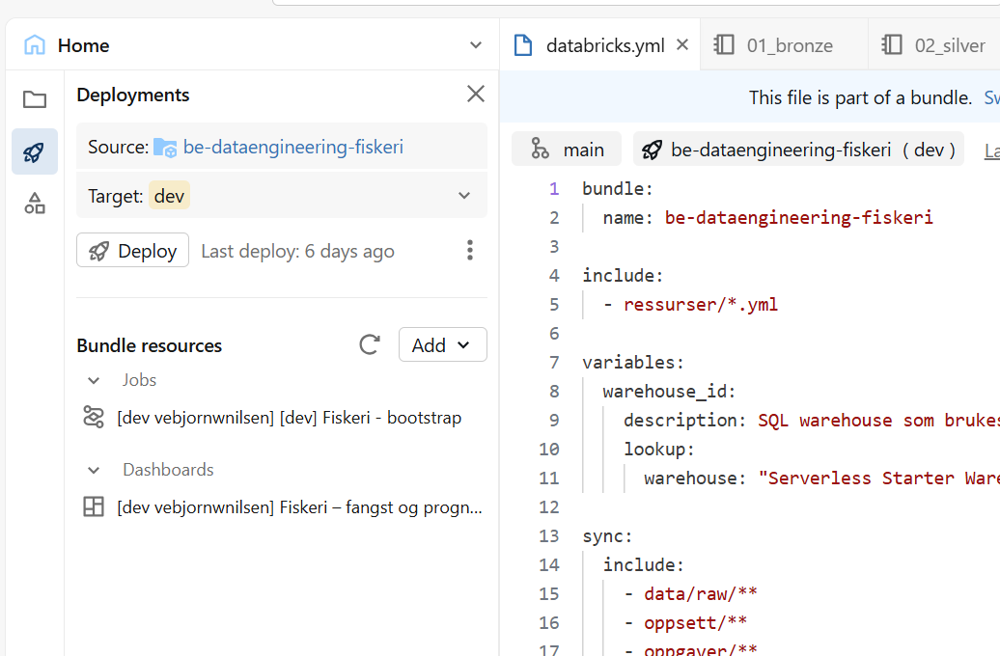 Home
databricks.yml
01_bronze
02_silver
Deployments
This file is part of a bundle.
Source: be-dataengineering-fiskeri
main
be-dataengineering-fiskeri ( dev )
Target: dev
Deploy
Last deploy: 6 days ago
Bundle resources
Add
Jobs
[dev vebjornwnilsen] [dev] Fiskeri - bootstrap
Dashboards
[dev vebjornwnilsen] Fiskeri – fangst og progn...
1 bundle:
2 name: be-dataengineering-fiskeri
3
4 include:
5 - ressurser/*.yml
6
7 variables:
8 warehouse_id:
9 description: SQL warehouse som brukes
10 lookup:
11 warehouse: "Serverless Starter Ware
12
13 sync:
14 include:
15 - data/raw/**
16 - oppsett/**
17 - oppgaver/**